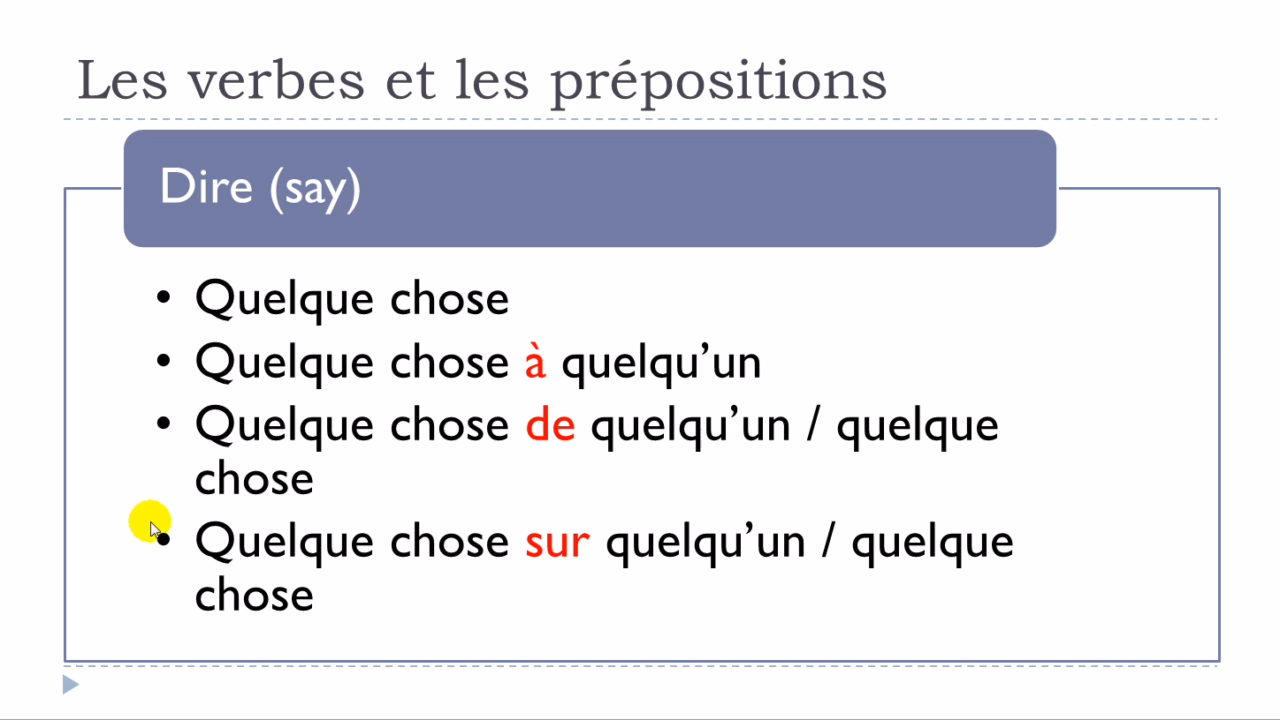 Les verbes et les prépositions
Dire (say)
• Quelque chose
• Quelque chose à quelqu’un
• Quelque chose de quelqu’un / quelque
chose
• Quelque chose sur quelqu’un / quelque
chose